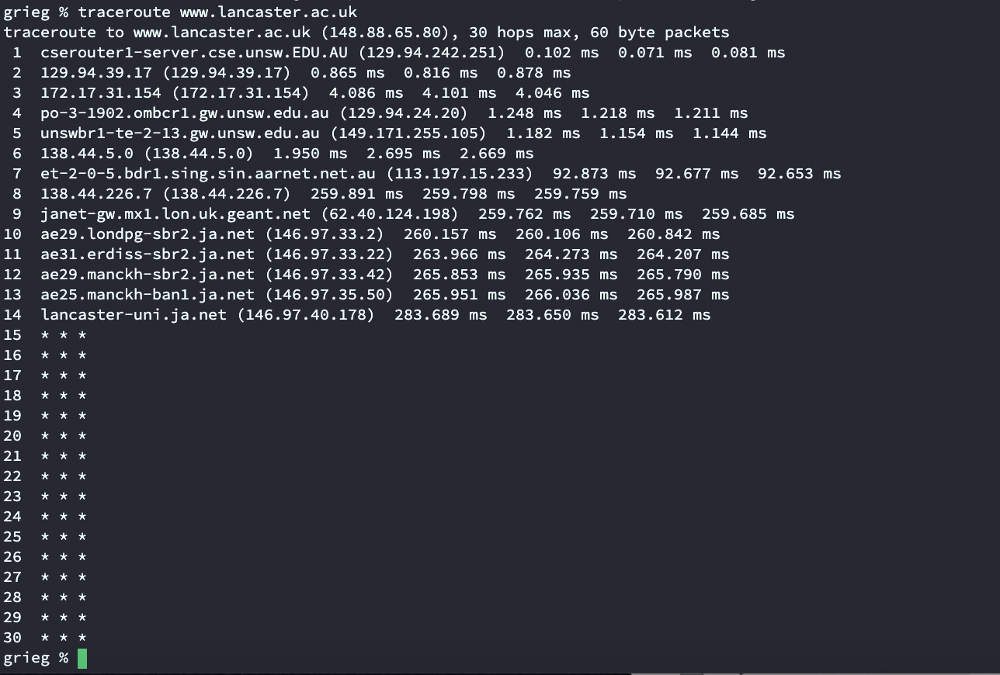 grieg % traceroute www.lancaster.ac.uk
traceroute to www.lancaster.ac.uk (148.88.65.80), 30 hops max, 60 byte packets
 1  cserouter1-server.cse.unsw.EDU.AU (129.94.242.251)  0.102 ms  0.071 ms  0.081 ms
 2  129.94.39.17 (129.94.39.17)  0.865 ms  0.816 ms  0.878 ms
 3  172.17.31.154 (172.17.31.154)  4.086 ms  4.101 ms  4.046 ms
 4  po-3-1902.ombcr1.gw.unsw.edu.au (129.94.24.20)  1.248 ms  1.218 ms  1.211 ms
 5  unswbr1-te-2-13.gw.unsw.edu.au (149.171.255.105)  1.182 ms  1.154 ms  1.144 ms
 6  138.44.5.0 (138.44.5.0)  1.950 ms  2.695 ms  2.669 ms
 7  et-2-0-5.bdr1.sing.sin.aarnet.net.au (113.197.15.233)  92.873 ms  92.677 ms  92.653 ms
 8  138.44.226.7 (138.44.226.7)  259.891 ms  259.798 ms  259.759 ms
 9  janet-gw.mx1.lon.uk.geant.net (62.40.124.198)  259.762 ms  259.710 ms  259.685 ms
10  ae29.londpg-sbr2.ja.net (146.97.33.2)  260.157 ms  260.106 ms  260.842 ms
11  ae31.erdiss-sbr2.ja.net (146.97.33.22)  263.966 ms  264.273 ms  264.207 ms
12  ae29.manckh-sbr2.ja.net (146.97.33.42)  265.853 ms  265.935 ms  265.790 ms
13  ae25.manckh-ban1.ja.net (146.97.35.50)  265.951 ms  266.036 ms  265.987 ms
14  lancaster-uni.ja.net (146.97.40.178)  283.689 ms  283.650 ms  283.612 ms
15  * * *
16  * * *
17  * * *
18  * * *
19  * * *
20  * * *
21  * * *
22  * * *
23  * * *
24  * * *
25  * * *
26  * * *
27  * * *
28  * * *
29  * * *
30  * * *
grieg %